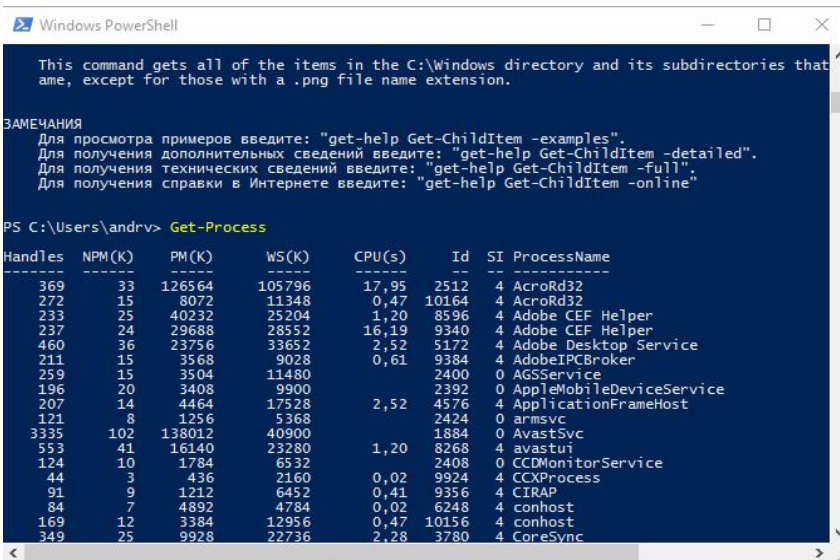 Windows PowerShell
This command gets all of the items in the C:\Windows directory and its subdirectories that
ame, except for those with a .png file name extension.
ЗАМЕЧАНИЯ
Для просмотра примеров введите: "get-help Get-ChildItem -examples".
Для получения дополнительных сведений введите: "get-help Get-ChildItem -detailed".
Для получения технических сведений введите: "get-help Get-ChildItem -full".
Для получения справки в Интернете введите: "get-help Get-ChildItem -online"
PS C:\Users\andrv> Get-Process
Handles NPM(K) PM(K) WS(K) CPU(s) Id SI ProcessName
------- ------ ----- ----- ------ -- -- -----------
369 33 126564 105796 17,95 2512 4 AcroRd32
272 15 8072 11348 0,47 10164 4 AcroRd32
233 25 40232 25204 1,20 8596 4 Adobe CEF Helper
237 24 29688 28552 16,19 9340 4 Adobe CEF Helper
460 36 23756 33652 2,52 5172 4 Adobe Desktop Service
211 15 3568 9028 0,61 9384 4 AdobeIPCBroker
259 15 3504 11480 2400 0 AGSService
196 20 3408 9900 2392 0 AppleMobileDeviceService
207 14 4464 17528 2,52 4576 4 ApplicationFrameHost
121 8 1256 5368 2424 0 armsvc
3335 102 138012 40900 1884 0 AvastSvc
553 41 16140 23280 1,20 8268 4 avastui
124 10 1784 6532 2408 0 CCDMonitorService
44 3 436 2160 0,02 9924 4 CCXProcess
91 9 1212 6452 0,41 9356 4 CIRAP
84 7 4892 4784 0,02 6248 4 conhost
169 12 3384 12956 0,47 10156 4 conhost
349 25 9928 22736 2,28 3780 4 CoreSync